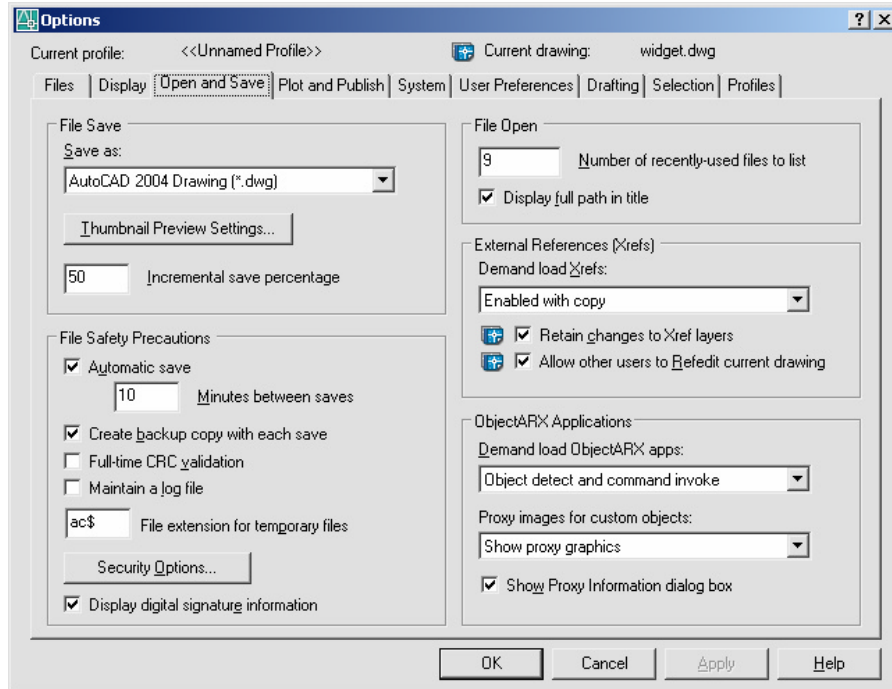 Options
Current profile: <<Unnamed Profile>> Current drawing: widget.dwg
Files Display Open and Save Plot and Publish System User Preferences Drafting Selection Profiles
File Save
Save as:
AutoCAD 2004 Drawing (*.dwg)
Thumbnail Preview Settings...
50 Incremental save percentage
File Safety Precautions
Automatic save
10 Minutes between saves
Create backup copy with each save
Full-time CRC validation
Maintain a log file
ac$ File extension for temporary files
Security Options...
Display digital signature information
File Open
9 Number of recently-used files to list
Display full path in title
External References (Xrefs)
Demand load Xrefs:
Enabled with copy
Retain changes to Xref layers
Allow other users to Refedit current drawing
ObjectARX Applications
Demand load ObjectARX apps:
Object detect and command invoke
Proxy images for custom objects:
Show proxy graphics
Show Proxy Information dialog box
OK Cancel Apply Help